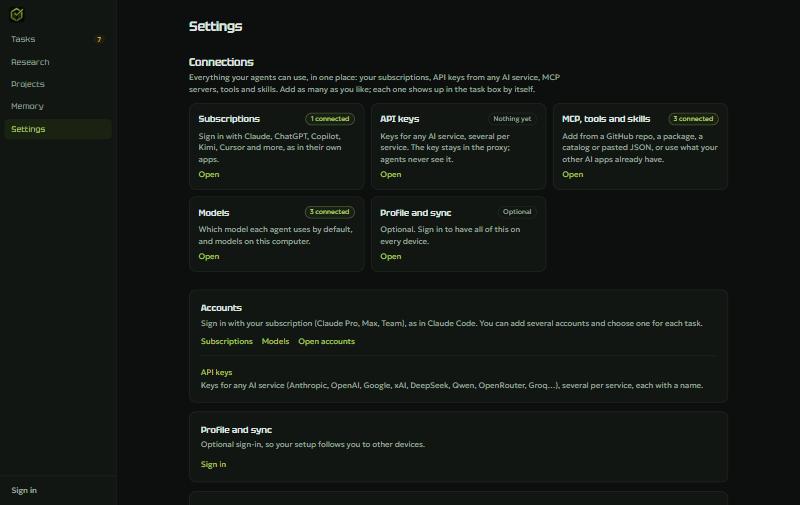 Settings
Tasks 7
Research
Projects
Memory
Settings
Sign in
Connections
Everything your agents can use, in one place: your subscriptions, API keys from any AI service, MCP
servers, tools and skills. Add as many as you like; each one shows up in the task box by itself.
Subscriptions 1 connected
Sign in with Claude, ChatGPT, Copilot,
Kimi, Cursor and more, as in their own
apps.
Open
API keys Nothing yet
Keys for any AI service, several per
service. The key stays in the proxy;
agents never see it.
Open
MCP, tools and skills 3 connected
Add from a GitHub repo, a package, a
catalog or pasted JSON, or use what your
other AI apps already have.
Open
Models 3 connected
Which model each agent uses by default,
and models on this computer.
Open
Profile and sync Optional
Optional. Sign in to have all of this on
every device.
Open
Accounts
Sign in with your subscription (Claude Pro, Max, Team), as in Claude Code. You can add several accounts and choose one for each task.
Subscriptions Models Open accounts
API keys
Keys for any AI service (Anthropic, OpenAI, Google, xAI, DeepSeek, Qwen, OpenRouter, Groq...), several per service, each with a name.
Profile and sync
Optional sign-in, so your setup follows you to other devices.
Sign in